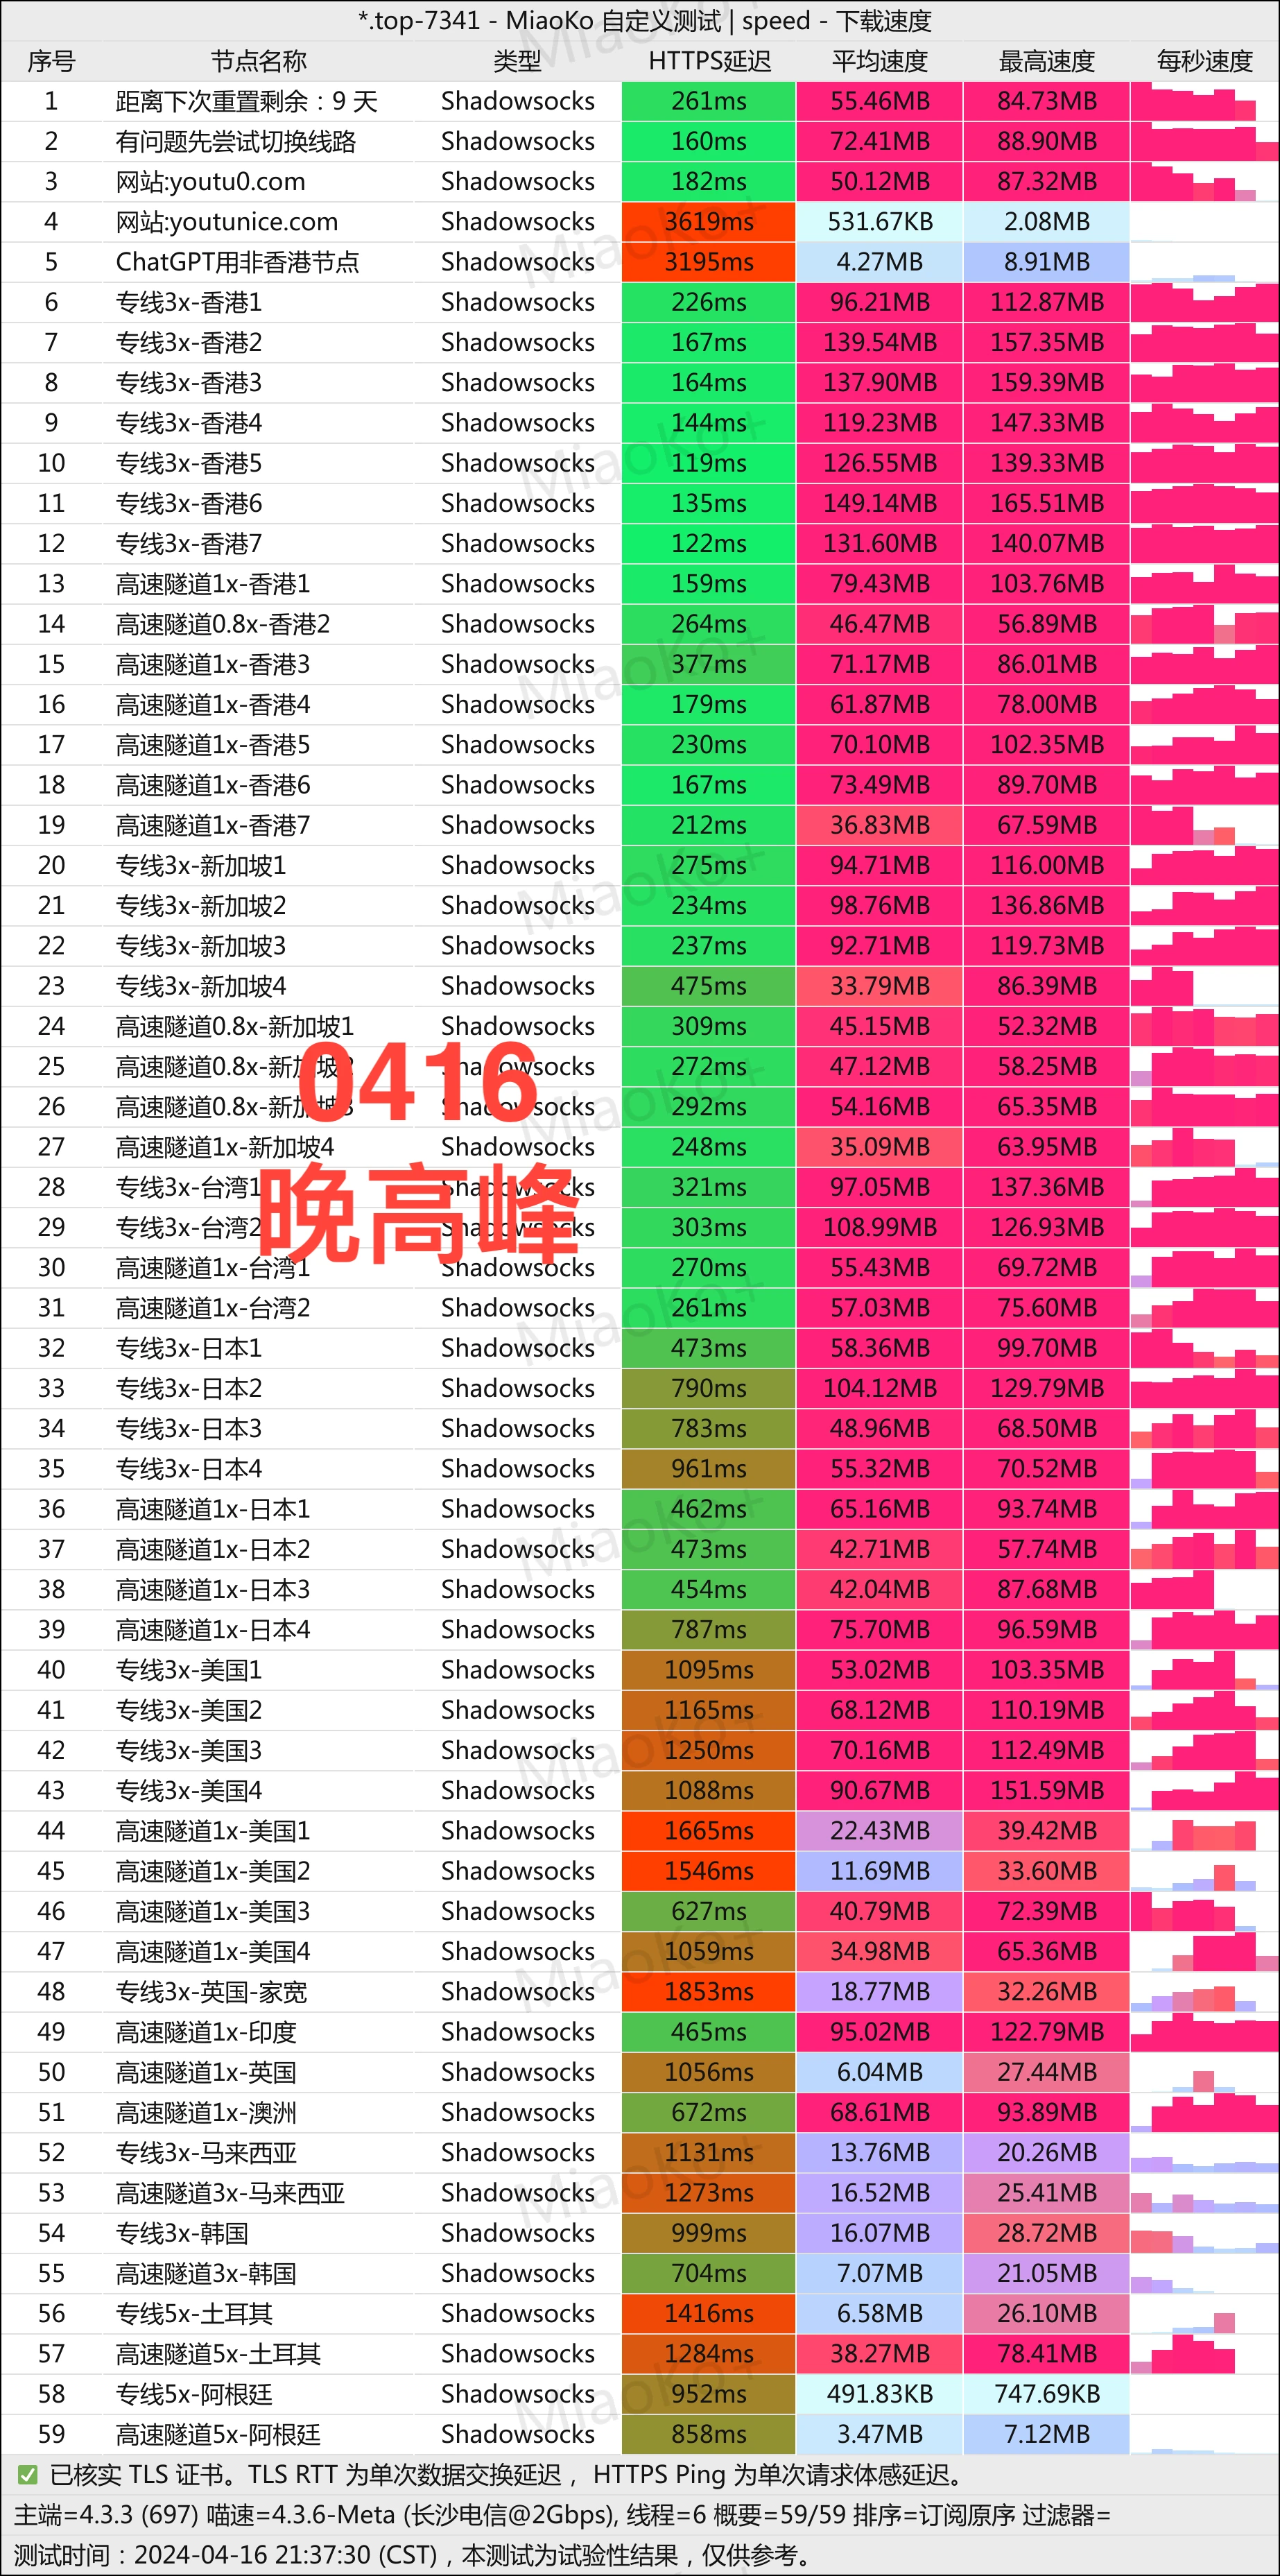 *.top-7341 - MiaoKo 自定义测试 | speed - 下载速度
序号 节点名称 类型 HTTPS延迟 平均速度 最高速度 每秒速度
1 距离下次重置剩余：9 天 Shadowsocks 261ms 55.46MB 84.73MB
2 有问题先尝试切换线路 Shadowsocks 160ms 72.41MB 88.90MB
3 网站:youtu0.com Shadowsocks 182ms 50.12MB 87.32MB
4 网站:youtunice.com Shadowsocks 3619ms 531.67KB 2.08MB
5 ChatGPT用非香港节点 Shadowsocks 3195ms 4.27MB 8.91MB
6 专线3x-香港1 Shadowsocks 226ms 96.21MB 112.87MB
7 专线3x-香港2 Shadowsocks 167ms 139.54MB 157.35MB
8 专线3x-香港3 Shadowsocks 164ms 137.90MB 159.39MB
9 专线3x-香港4 Shadowsocks 144ms 119.23MB 147.33MB
10 专线3x-香港5 Shadowsocks 119ms 126.55MB 139.33MB
11 专线3x-香港6 Shadowsocks 135ms 149.14MB 165.51MB
12 专线3x-香港7 Shadowsocks 122ms 131.60MB 140.07MB
13 高速隧道1x-香港1 Shadowsocks 159ms 79.43MB 103.76MB
14 高速隧道0.8x-香港2 Shadowsocks 264ms 46.47MB 56.89MB
15 高速隧道1x-香港3 Shadowsocks 377ms 71.17MB 86.01MB
16 高速隧道1x-香港4 Shadowsocks 179ms 61.87MB 78.00MB
17 高速隧道1x-香港5 Shadowsocks 230ms 70.10MB 102.35MB
18 高速隧道1x-香港6 Shadowsocks 167ms 73.49MB 89.70MB
19 高速隧道1x-香港7 Shadowsocks 212ms 36.83MB 67.59MB
20 专线3x-新加坡1 Shadowsocks 275ms 94.71MB 116.00MB
21 专线3x-新加坡2 Shadowsocks 234ms 98.76MB 136.86MB
22 专线3x-新加坡3 Shadowsocks 237ms 92.71MB 119.73MB
23 专线3x-新加坡4 Shadowsocks 475ms 33.79MB 86.39MB
24 高速隧道0.8x-新加坡1 Shadowsocks 309ms 45.15MB 52.32MB
25 高速隧道0.8x-新加坡2 Shadowsocks 272ms 47.12MB 58.25MB
26 高速隧道0.8x-新加坡3 Shadowsocks 292ms 54.16MB 65.35MB
0416
27 高速隧道1x-新加坡4 Shadowsocks 248ms 35.09MB 63.95MB
28 专线3x-台湾1 Shadowsocks 321ms 97.05MB 137.36MB
29 专线3x-台湾2 Shadowsocks 303ms 108.99MB 126.93MB
晚高峰
30 高速隧道1x-台湾1 Shadowsocks 270ms 55.43MB 69.72MB
31 高速隧道1x-台湾2 Shadowsocks 261ms 57.03MB 75.60MB
32 专线3x-日本1 Shadowsocks 473ms 58.36MB 99.70MB
33 专线3x-日本2 Shadowsocks 790ms 104.12MB 129.79MB
34 专线3x-日本3 Shadowsocks 783ms 48.96MB 68.50MB
35 专线3x-日本4 Shadowsocks 961ms 55.32MB 70.52MB
36 高速隧道1x-日本1 Shadowsocks 462ms 65.16MB 93.74MB
37 高速隧道1x-日本2 Shadowsocks 473ms 42.71MB 57.74MB
38 高速隧道1x-日本3 Shadowsocks 454ms 42.04MB 87.68MB
39 高速隧道1x-日本4 Shadowsocks 787ms 75.70MB 96.59MB
40 专线3x-美国1 Shadowsocks 1095ms 53.02MB 103.35MB
41 专线3x-美国2 Shadowsocks 1165ms 68.12MB 110.19MB
42 专线3x-美国3 Shadowsocks 1250ms 70.16MB 112.49MB
43 专线3x-美国4 Shadowsocks 1088ms 90.67MB 151.59MB
44 高速隧道1x-美国1 Shadowsocks 1665ms 22.43MB 39.42MB
45 高速隧道1x-美国2 Shadowsocks 1546ms 11.69MB 33.60MB
46 高速隧道1x-美国3 Shadowsocks 627ms 40.79MB 72.39MB
47 高速隧道1x-美国4 Shadowsocks 1059ms 34.98MB 65.36MB
48 专线3x-英国-家宽 Shadowsocks 1853ms 18.77MB 32.26MB
49 高速隧道1x-印度 Shadowsocks 465ms 95.02MB 122.79MB
50 高速隧道1x-英国 Shadowsocks 1056ms 6.04MB 27.44MB
51 高速隧道1x-澳洲 Shadowsocks 672ms 68.61MB 93.89MB
52 专线3x-马来西亚 Shadowsocks 1131ms 13.76MB 20.26MB
53 高速隧道3x-马来西亚 Shadowsocks 1273ms 16.52MB 25.41MB
54 专线3x-韩国 Shadowsocks 999ms 16.07MB 28.72MB
55 高速隧道3x-韩国 Shadowsocks 704ms 7.07MB 21.05MB
56 专线5x-土耳其 Shadowsocks 1416ms 6.58MB 26.10MB
57 高速隧道5x-土耳其 Shadowsocks 1284ms 38.27MB 78.41MB
58 专线5x-阿根廷 Shadowsocks 952ms 491.83KB 747.69KB
59 高速隧道5x-阿根廷 Shadowsocks 858ms 3.47MB 7.12MB
✅ 已核实 TLS 证书。TLS RTT 为单次数据交换延迟， HTTPS Ping 为单次请求体感延迟。
主端=4.3.3 (697) 喵速=4.3.6-Meta (长沙电信@2Gbps), 线程=6 概要=59/59 排序=订阅原序 过滤器=
测试时间：2024-04-16 21:37:30 (CST)，本测试为试验性结果，仅供参考。